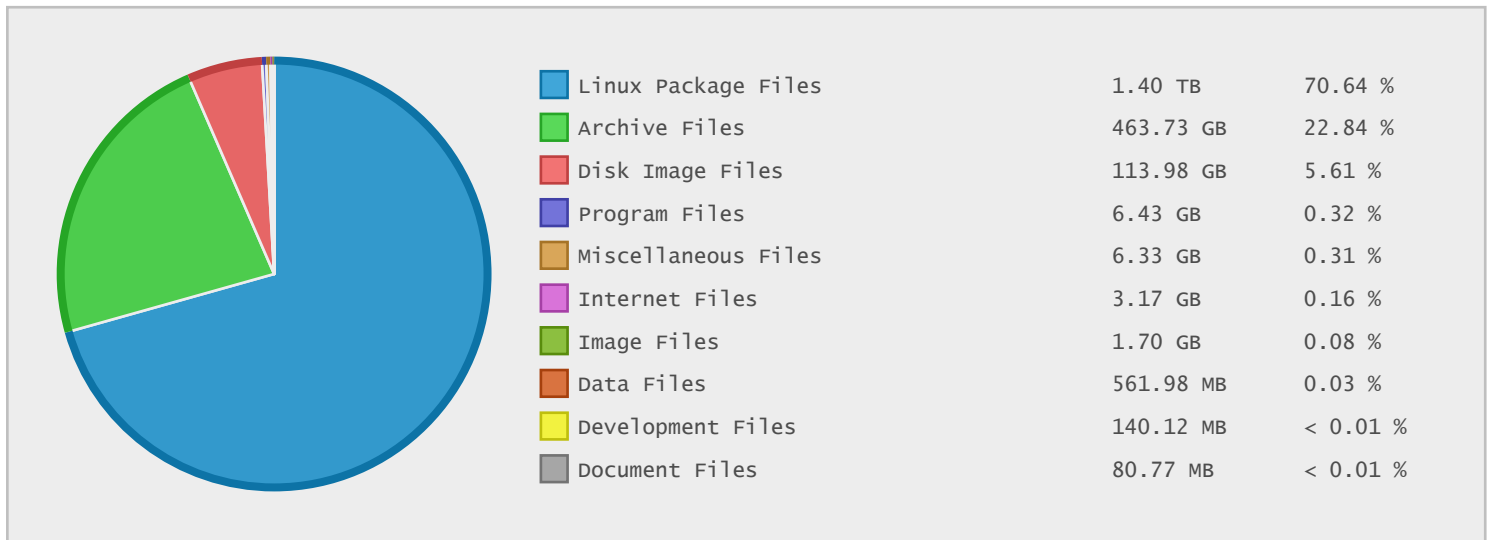 Linux Package Files 1.40 TB 70.64 %
Archive Files 463.73 GB 22.84 %
Disk Image Files 113.98 GB 5.61 %
Program Files 6.43 GB 0.32 %
Miscellaneous Files 6.33 GB 0.31 %
Internet Files 3.17 GB 0.16 %
Image Files 1.70 GB 0.08 %
Data Files 561.98 MB 0.03 %
Development Files 140.12 MB < 0.01 %
Document Files 80.77 MB < 0.01 %